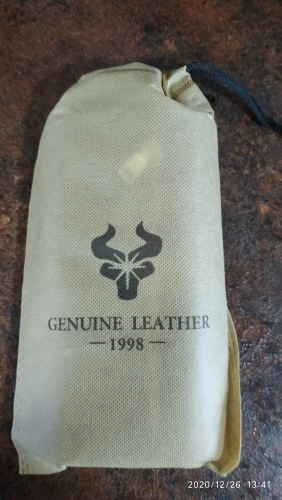 GENUINE LEATHER
— 1998 —
2020/12/26 13:41